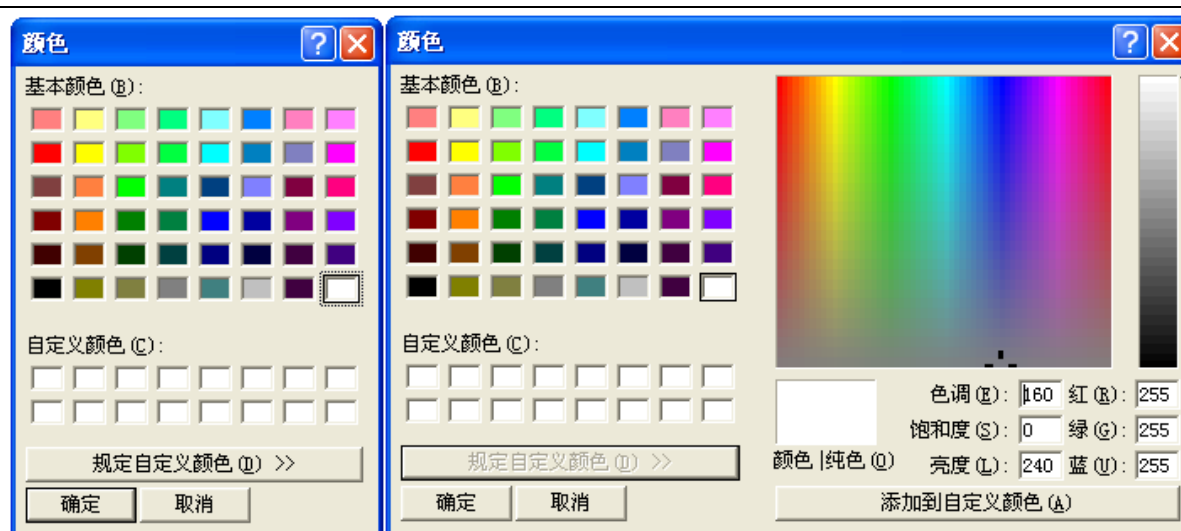 颜色
基本颜色(B):
自定义颜色(C):
规定自定义颜色(D) >>
确定 取消
颜色
基本颜色(B):
自定义颜色(C):
规定自定义颜色(D) >>
确定 取消
颜色|纯色(O)
色调(E): 160 红(R): 255
饱和度(S): 0 绿(G): 255
亮度(L): 240 蓝(U): 255
添加到自定义颜色(A)